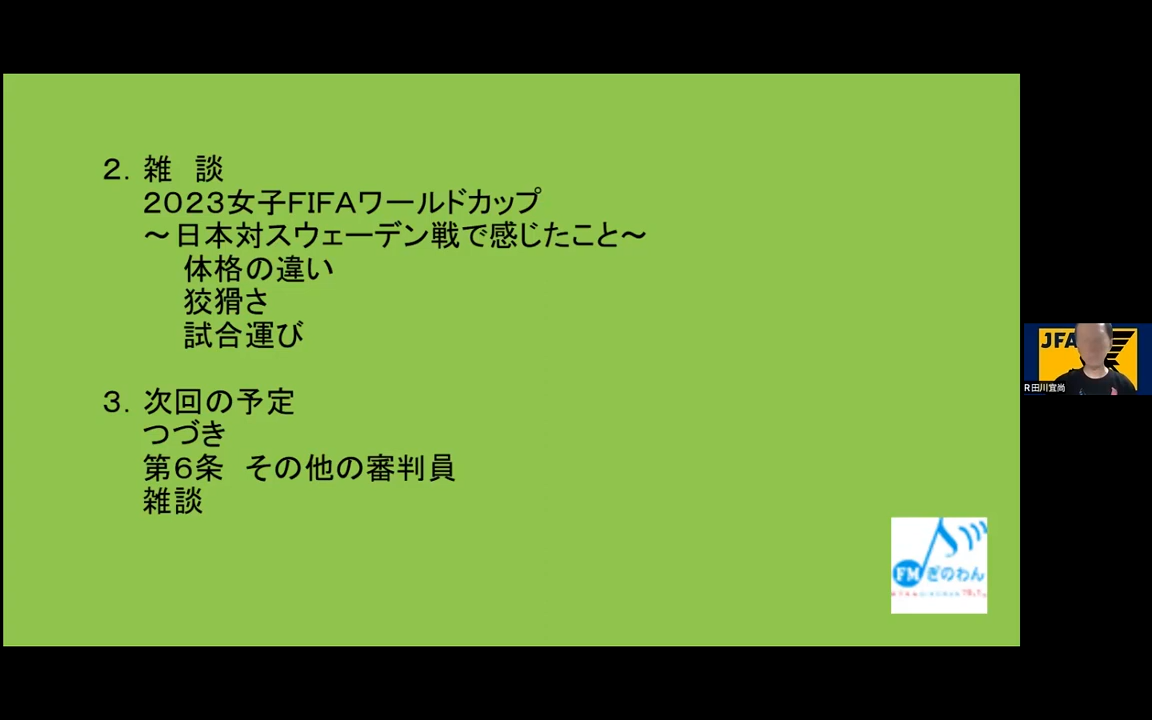 ２．雑　談
２０２３女子ＦＩＦＡワールドカップ
～日本対スウェーデン戦で感じたこと～
体格の違い
狡猾さ
試合運び
３．次回の予定
つづき
第６条　その他の審判員
雑談
JFA
R田川宜尚
FM ぎのわん